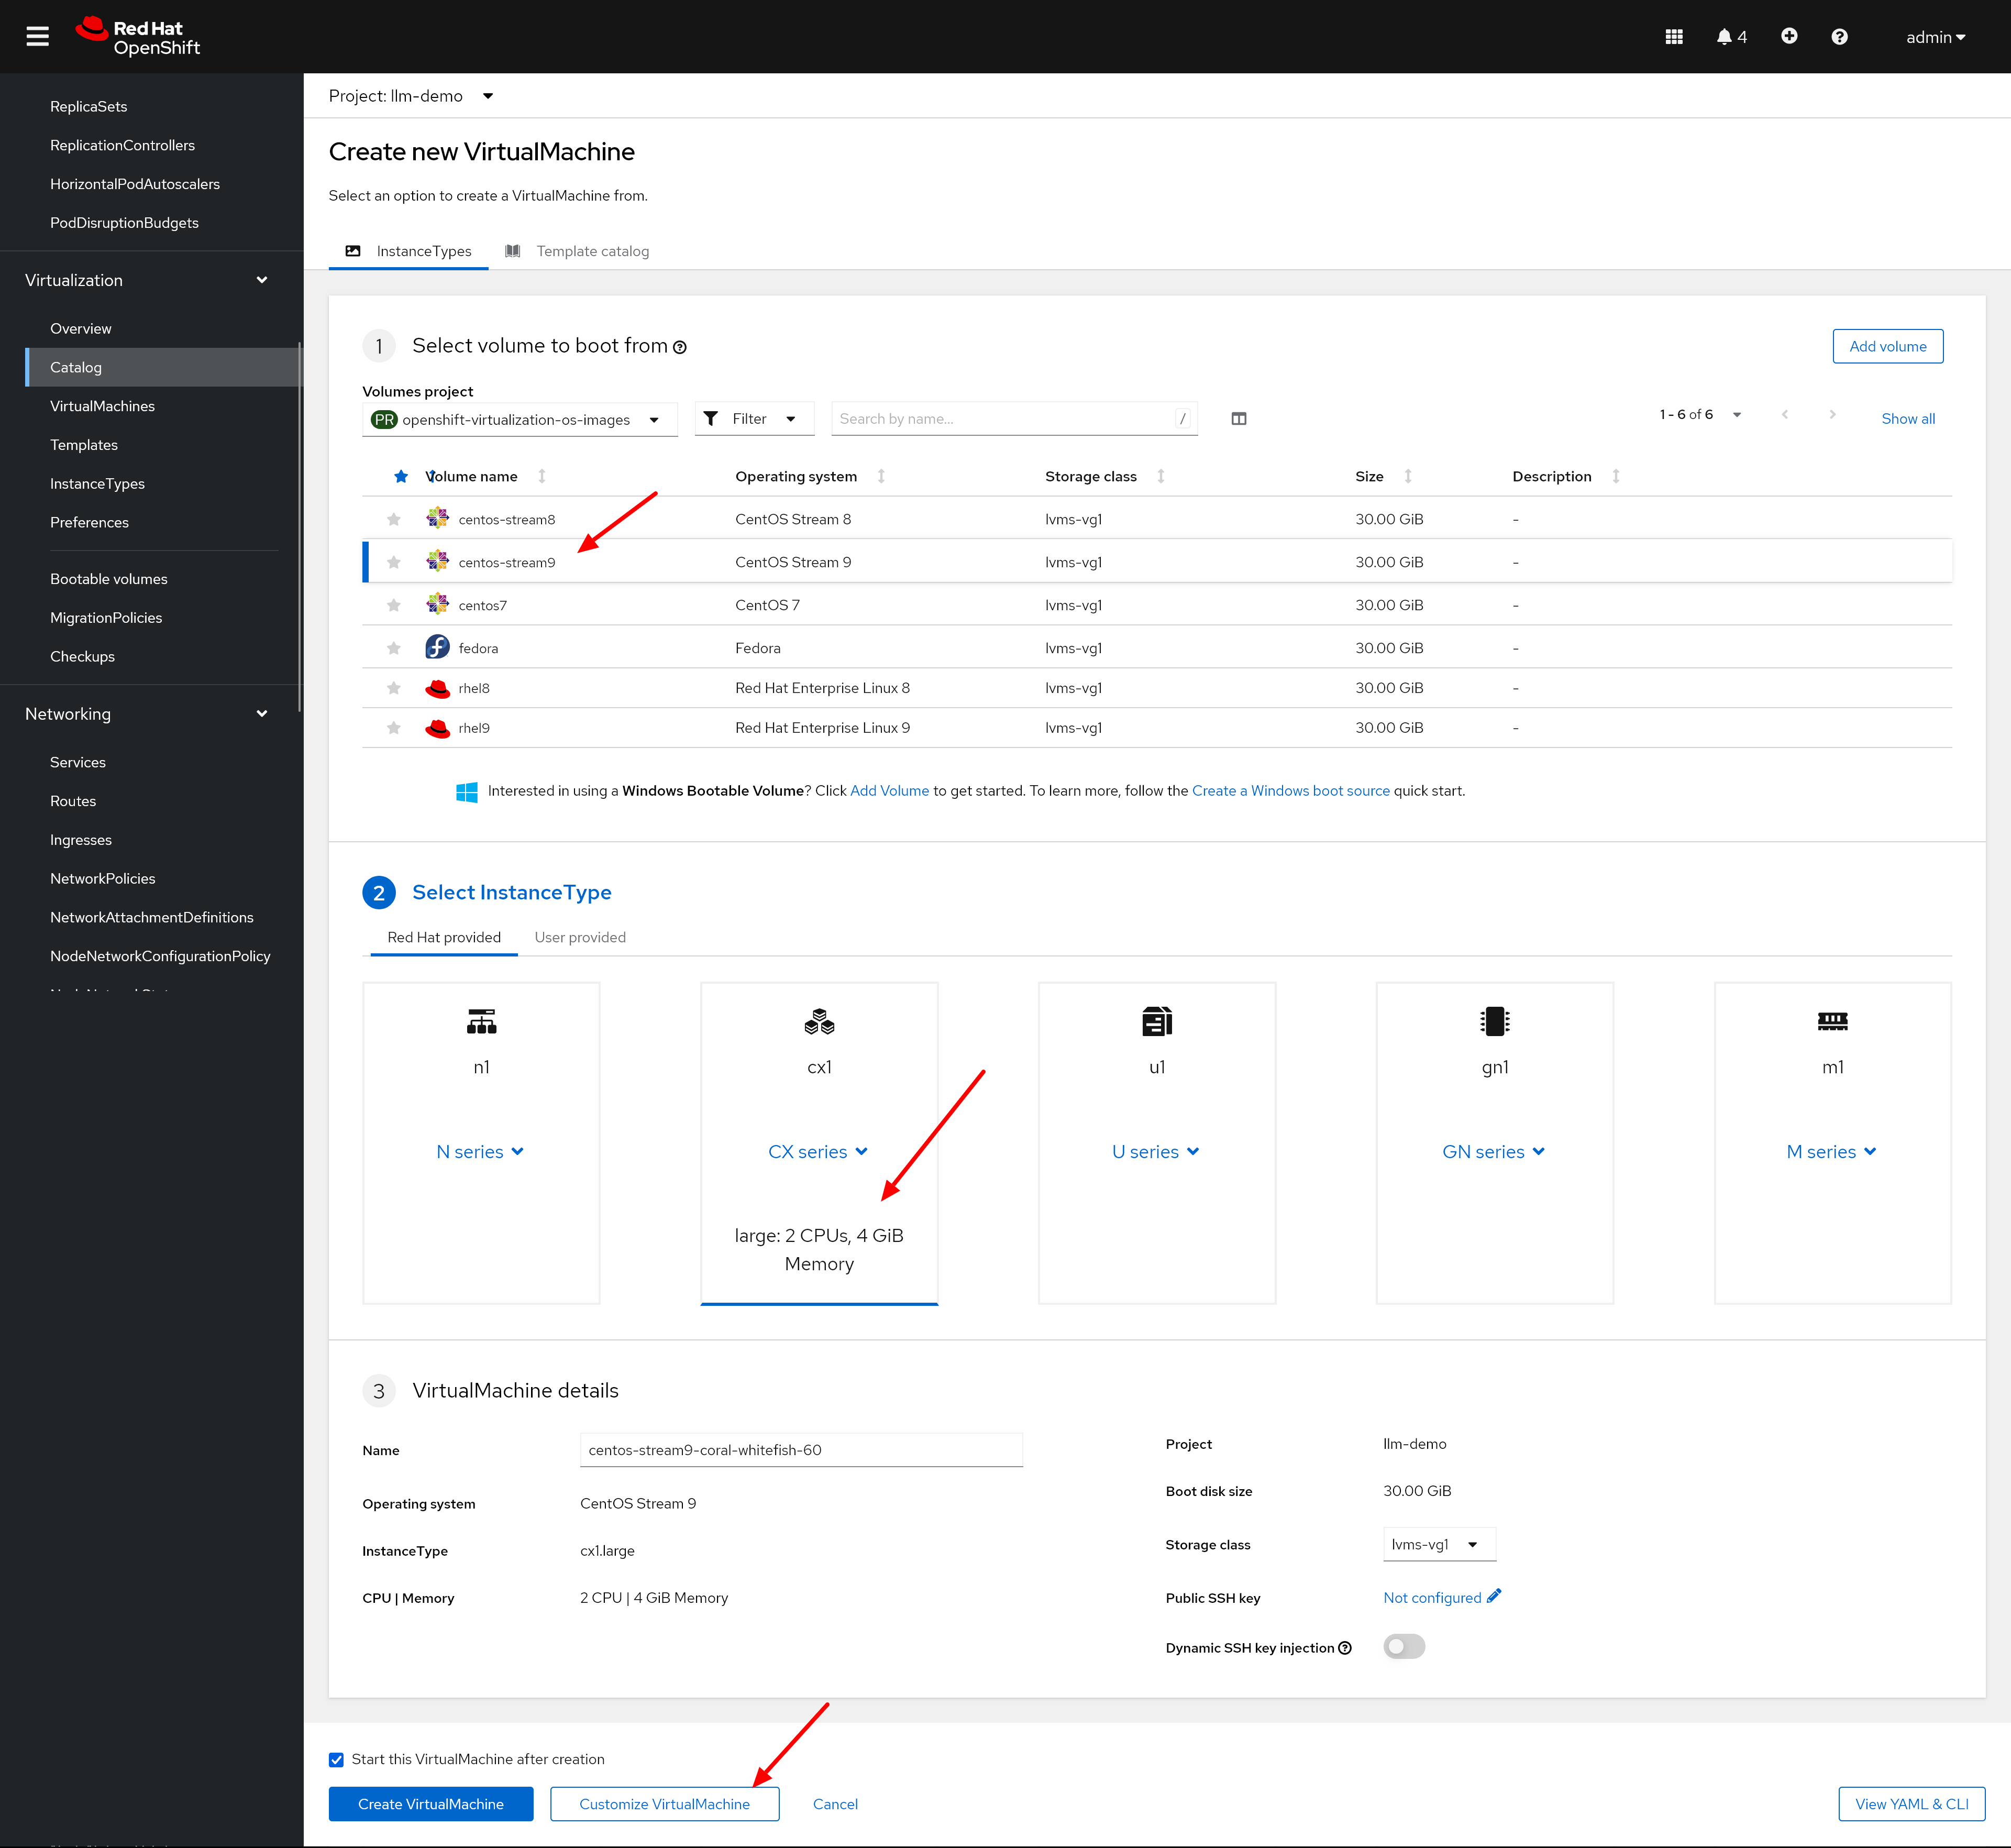 Red Hat
OpenShift
4
admin
ReplicaSets
ReplicationControllers
HorizontalPodAutoscalers
PodDisruptionBudgets
Virtualization
Overview
Catalog
VirtualMachines
Templates
InstanceTypes
Preferences
Bootable volumes
MigrationPolicies
Checkups
Networking
Services
Routes
Ingresses
NetworkPolicies
NetworkAttachmentDefinitions
NodeNetworkConfigurationPolicy
Project: llm-demo
Create new VirtualMachine
Select an option to create a VirtualMachine from.
InstanceTypes Template catalog
1 Select volume to boot from
Add volume
Volumes project
PR openshift-virtualization-os-images Filter Search by name... / 1 - 6 of 6 Show all
Volume name Operating system Storage class Size Description
centos-stream8 CentOS Stream 8 lvms-vg1 30.00 GiB -
centos-stream9 CentOS Stream 9 lvms-vg1 30.00 GiB -
centos7 CentOS 7 lvms-vg1 30.00 GiB -
fedora Fedora lvms-vg1 30.00 GiB -
rhel8 Red Hat Enterprise Linux 8 lvms-vg1 30.00 GiB -
rhel9 Red Hat Enterprise Linux 9 lvms-vg1 30.00 GiB -
Interested in using a Windows Bootable Volume? Click Add Volume to get started. To learn more, follow the Create a Windows boot source quick start.
2 Select InstanceType
Red Hat provided User provided
n1 cx1 u1 gn1 m1
N series CX series U series GN series M series
large: 2 CPUs, 4 GiB
Memory
3 VirtualMachine details
Name centos-stream9-coral-whitefish-60
Operating system CentOS Stream 9
InstanceType cx1.large
CPU | Memory 2 CPU | 4 GiB Memory
Project llm-demo
Boot disk size 30.00 GiB
Storage class lvms-vg1
Public SSH key Not configured
Dynamic SSH key injection
Start this VirtualMachine after creation
Create VirtualMachine Customize VirtualMachine Cancel View YAML & CLI